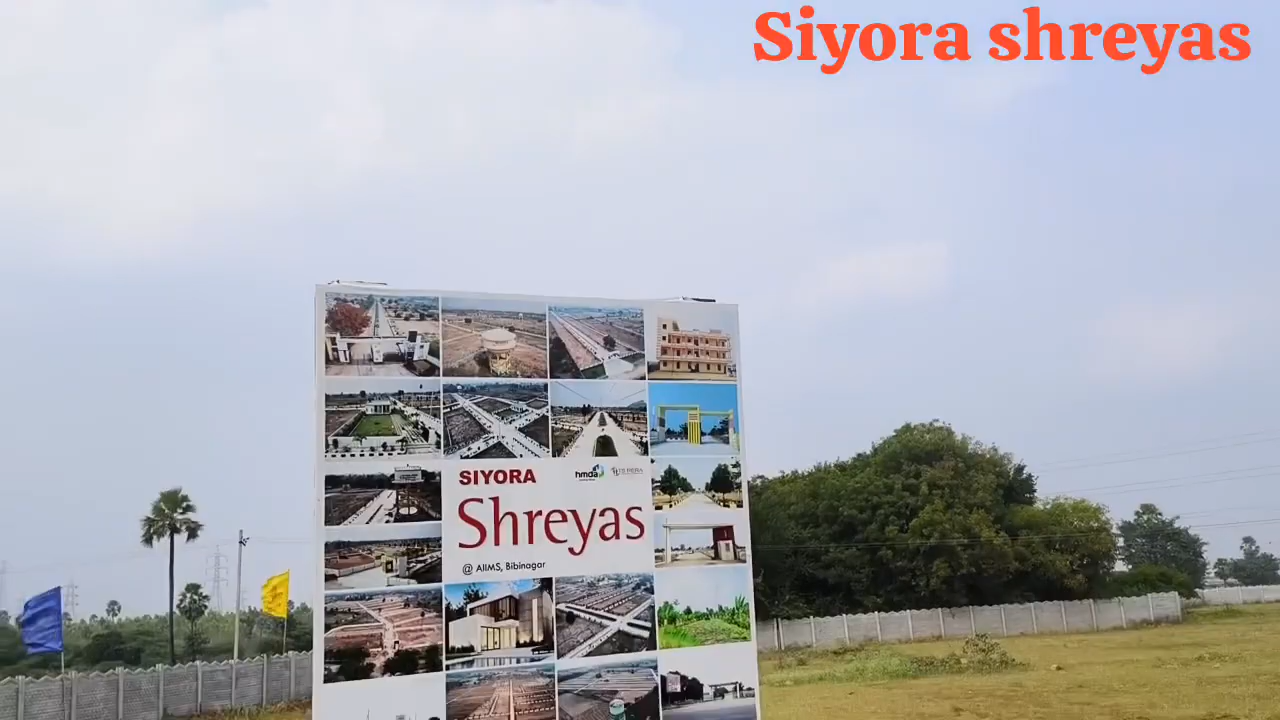 Siyora shreyas
SIYORA
hmda
Shreyas
@ AIIMS, Bibinagar